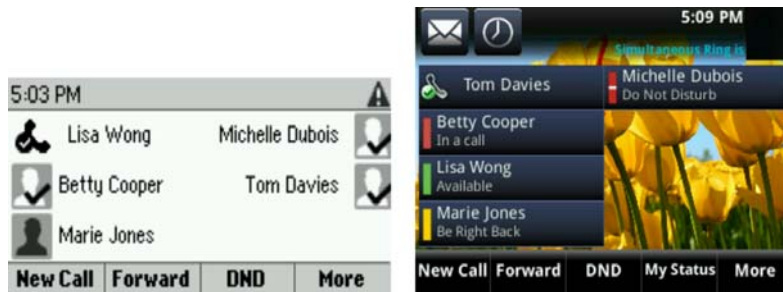 5:03 PM
Lisa Wong
Michelle Dubois
Betty Cooper
Tom Davies
Marie Jones
New Call Forward DND More
5:09 PM
Simultaneous Ring is
Tom Davies
Michelle Dubois
Do Not Disturb
Betty Cooper
In a call
Lisa Wong
Available
Marie Jones
Be Right Back
New Call Forward DND My Status More